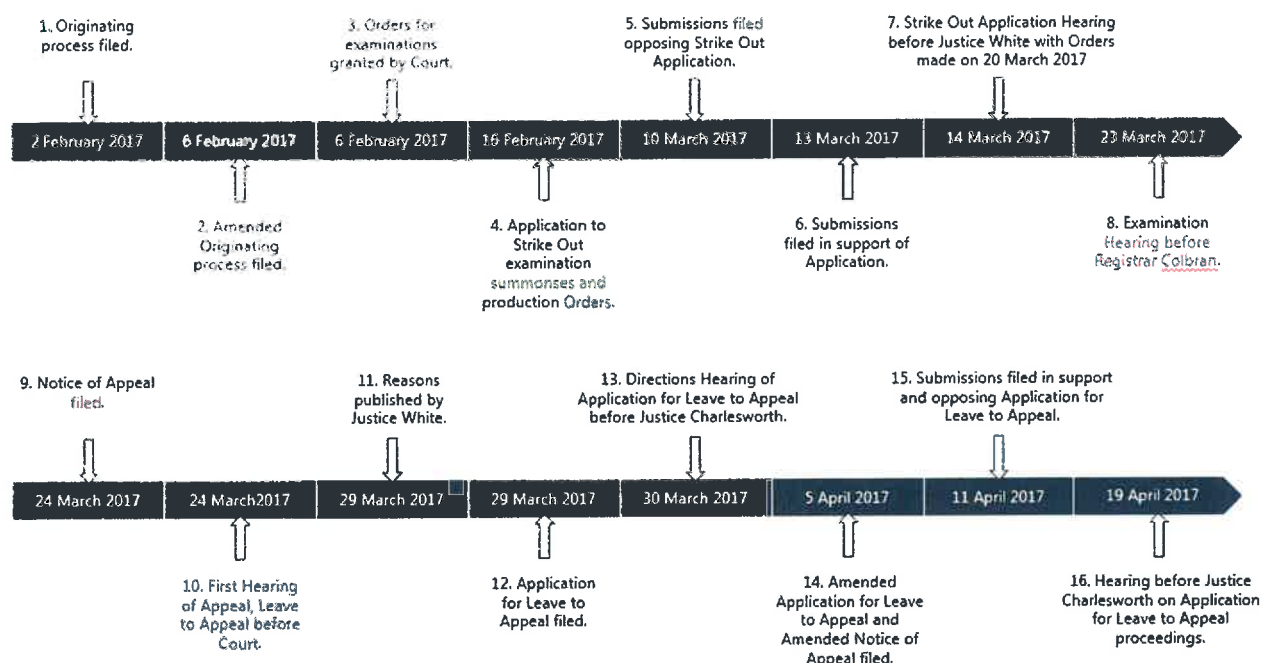 1. Originating
process filed.
3. Orders for
examinations
granted by Court.
5. Submissions filed
opposing Strike Out
Application.
7. Strike Out Application Hearing
before Justice White with Orders
made on 20 March 2017
2 February 2017
6 February 2017
6 February 2017
16 February 2017
10 March 2017
13 March 2017
14 March 2017
23 March 2017
2. Amended
Originating
process filed.
4. Application to
Strike Out
examination
summonses and
production Orders.
6. Submissions
filed in support of
Application.
8. Examination
Hearing before
Registrar Colbran.
9. Notice of Appeal
filed.
11. Reasons
published by
Justice White.
13. Directions Hearing of
Application for Leave to Appeal
before Justice Charlesworth.
15. Submissions filed in support
and opposing Application for
Leave to Appeal.
24 March 2017
24 March2017
29 March 2017
29 March 2017
30 March 2017
5 April 2017
11 April 2017
19 April 2017
10. First Hearing
of Appeal, Leave
to Appeal before
Court.
12. Application
for Leave to
Appeal filed.
14. Amended
Application for Leave
to Appeal and
Amended Notice of
Appeal filed.
16. Hearing before Justice
Charlesworth on Application
for Leave to Appeal
proceedings.